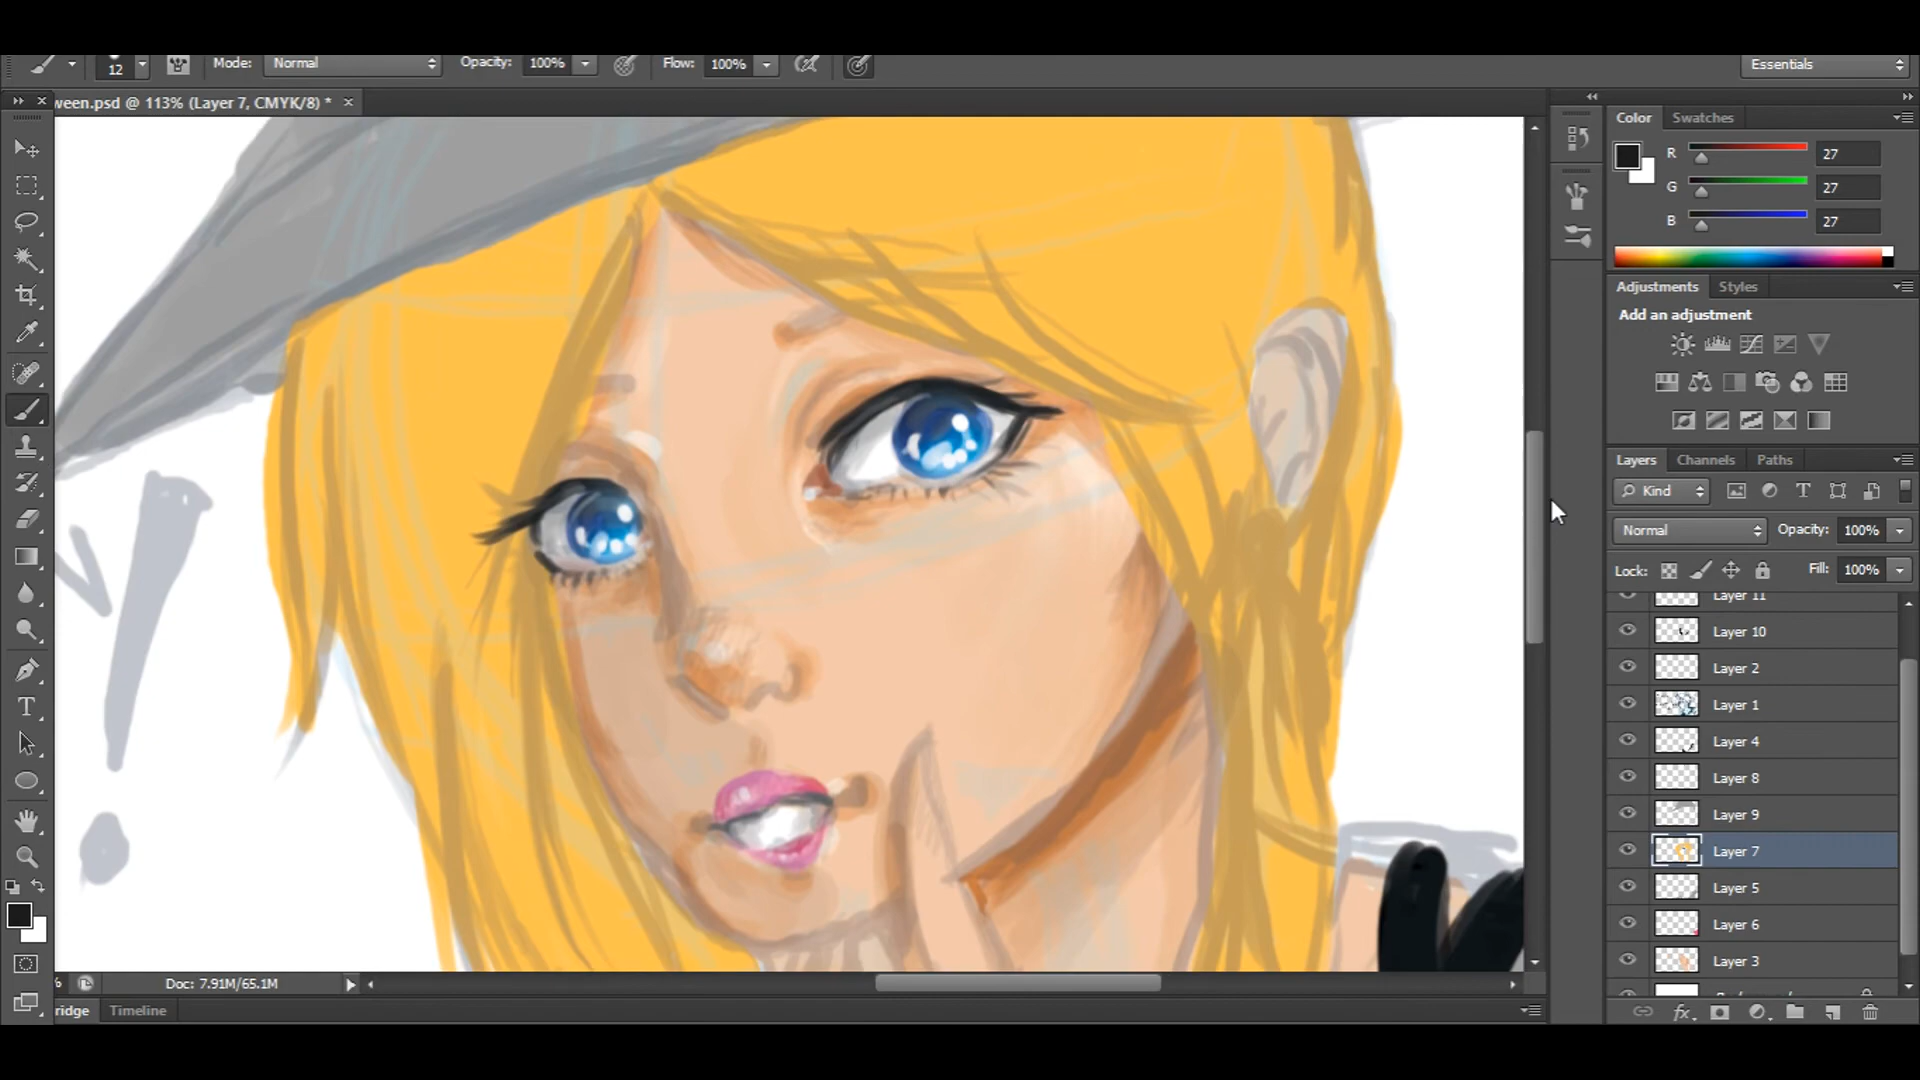 12 Mode: Normal Opacity: 100% Flow: 100% Essentials
ween.psd @ 113% (Layer 7, CMYK/8) *
Color Swatches
R 27
G 27
B 27
Adjustments Styles
Add an adjustment
Layers Channels Paths
Kind
Normal Opacity: 100%
Lock: Fill: 100%
Layer 11
Layer 10
Layer 2
Layer 1
Layer 4
Layer 8
Layer 9
Layer 7
Layer 5
Layer 6
Layer 3
% Doc: 7.91M/65.1M
ridge Timeline